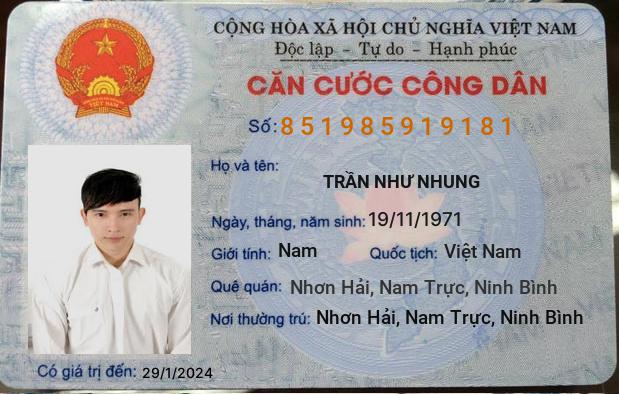 CỘNG HÒA XÃ HỘI CHỦ NGHĨA VIỆT NAM
Độc lập - Tự do - Hạnh phúc
CĂN CƯỚC CÔNG DÂN
Số: 851985919181
Họ và tên:
TRẦN NHƯ NHUNG
Ngày, tháng, năm sinh: 19/11/1971
Giới tính: Nam Quốc tịch: Việt Nam
Quê quán: Nhơn Hải, Nam Trực, Ninh Bình
Nơi thường trú: Nhơn Hải, Nam Trực, Ninh Bình
Có giá trị đến: 29/1/2024
VIỆT NAM